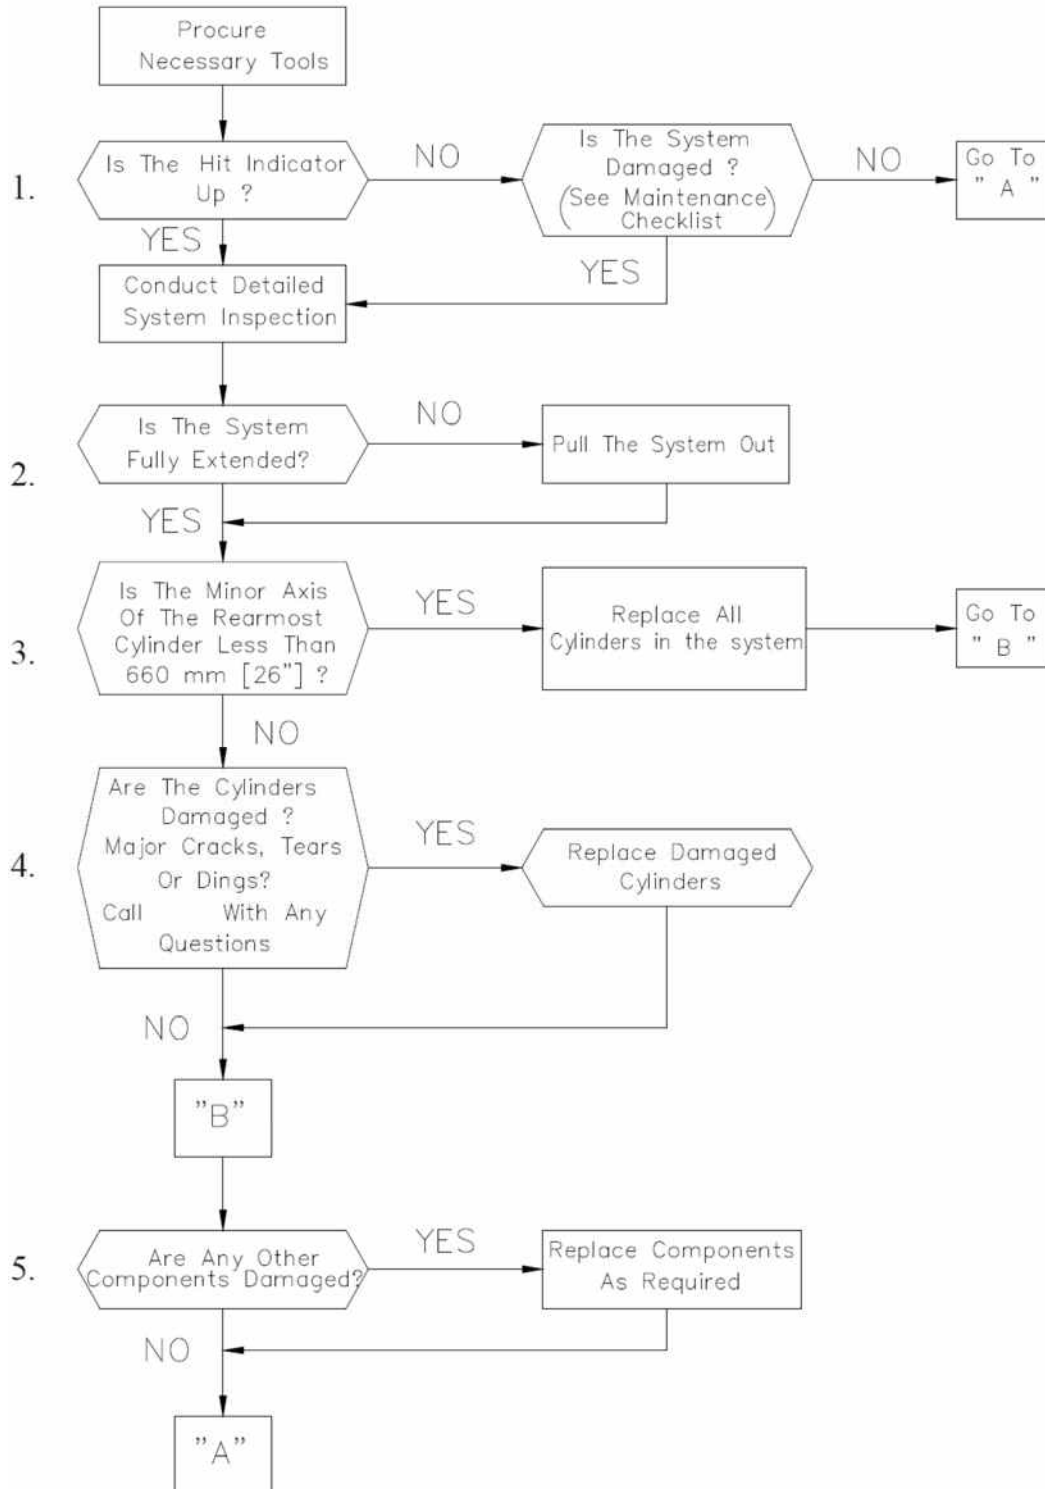 Procure
Necessary Tools
1.
Is The Hit Indicator
Up ?
NO
Is The System
Damaged ?
(See Maintenance)
Checklist
NO
Go To
" A "
YES
YES
Conduct Detailed
System Inspection
2.
Is The System
Fully Extended?
NO
Pull The System Out
YES
3.
Is The Minor Axis
Of The Rearmost
Cylinder Less Than
660 mm [26"] ?
YES
Replace All
Cylinders in the system
Go To
" B "
NO
4.
Are The Cylinders
Damaged ?
Major Cracks, Tears
Or Dings?
Call With Any
Questions
YES
Replace Damaged
Cylinders
NO
"B"
5.
Are Any Other
Components Damaged?
YES
Replace Components
As Required
NO
"A"